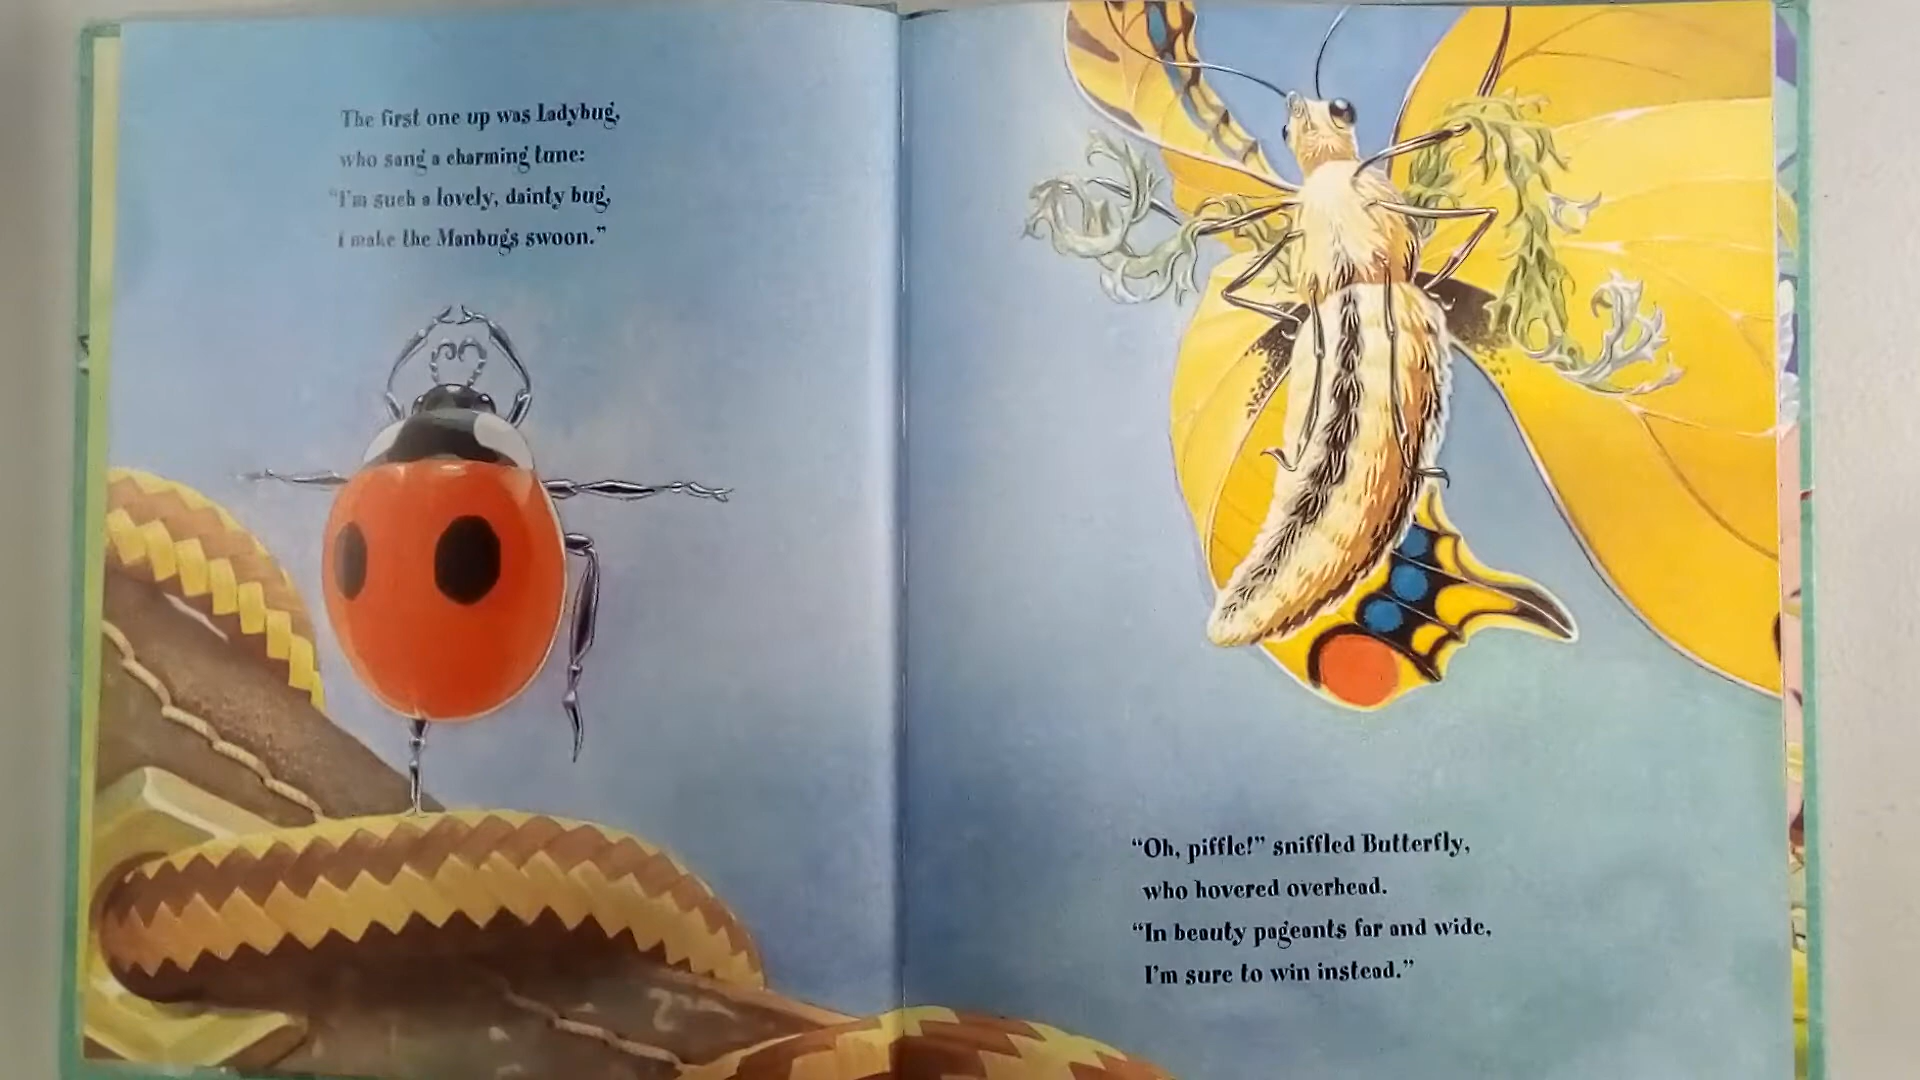 The first one up was Ladybug,
who sang a charming tune:
"I'm such a lovely, dainty bug,
I make the Manbugs swoon."
"Oh, piffle!" sniffled Butterfly,
who hovered overhead.
"In beauty pageants far and wide,
I'm sure to win instead."